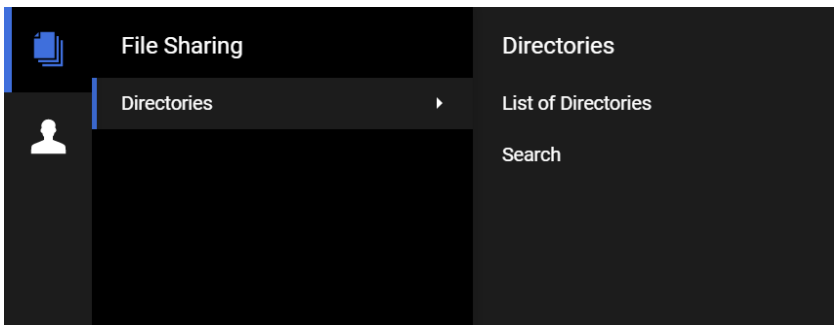 File Sharing
Directories
Directories
List of Directories
Search